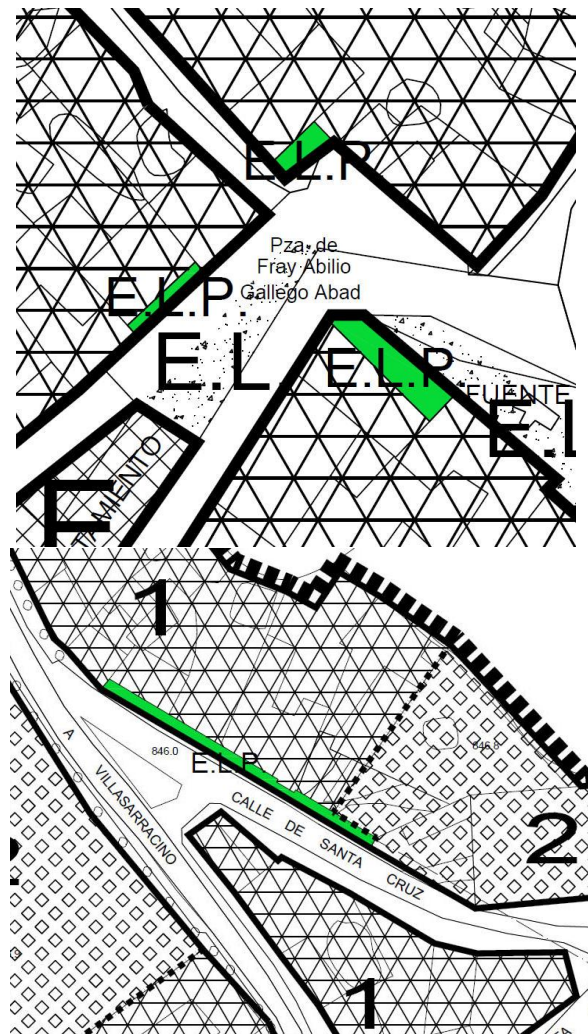 E.L.P
Pza. de
Fray Abilio
Gallego Abad
E.L.P.
E.L.
E.L.P
FUENTE
E.L
TAMIENTO
1
846.0
E.L.P.
846.8
A
VILLASARRACINO
CALLE DE SANTA CRUZ
2
1